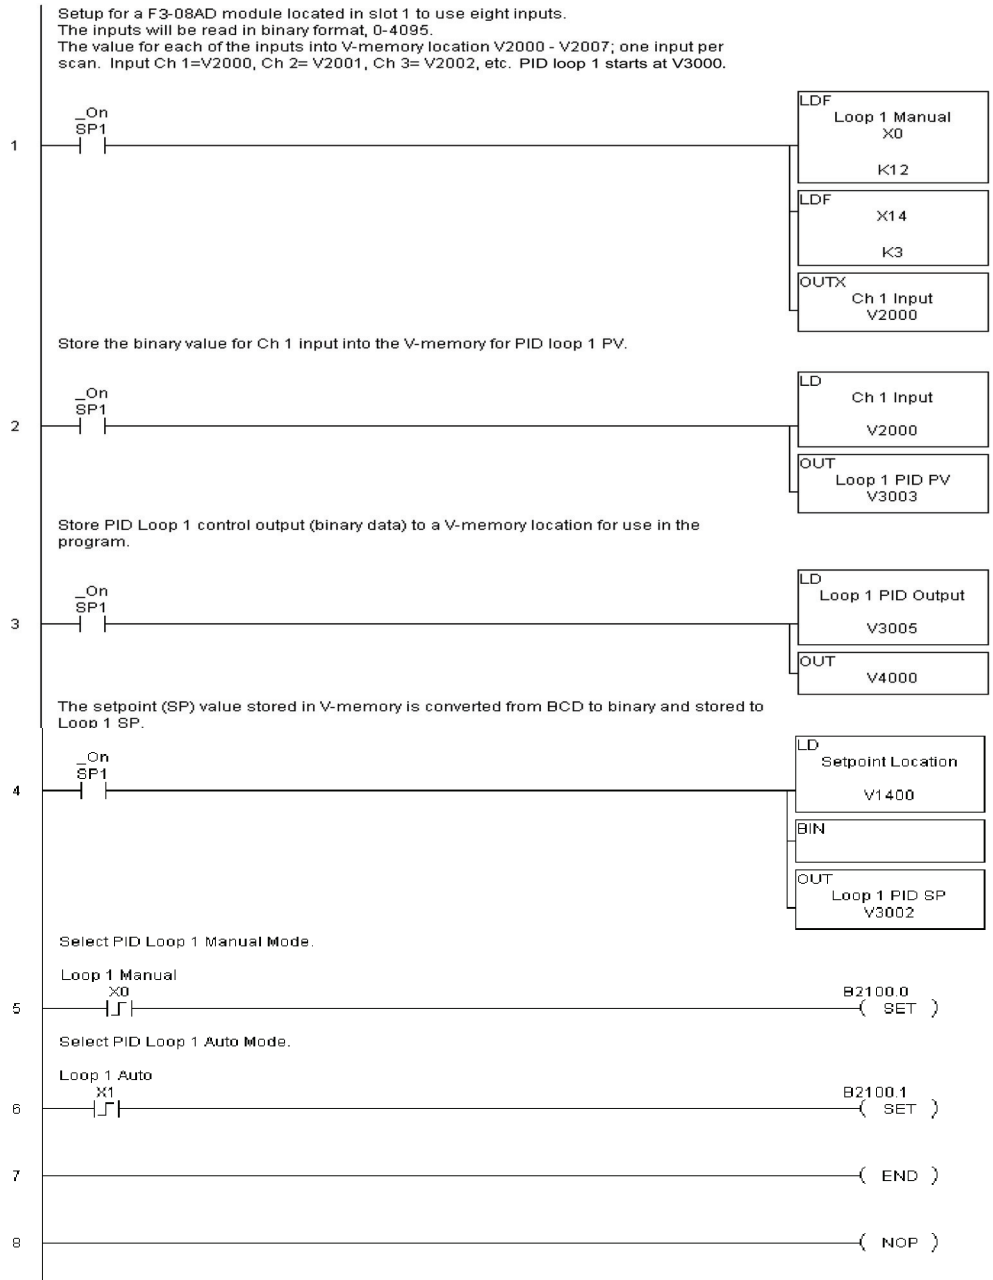 Setup for a F3-08AD module located in slot 1 to use eight inputs.
The inputs will be read in binary format, 0-4095.
The value for each of the inputs into V-memory location V2000 - V2007; one input per
scan. Input Ch 1=V2000, Ch 2= V2001, Ch 3= V2002, etc. PID loop 1 starts at V3000.
_On
SP1
1
LDF
Loop 1 Manual
X0
K12
LDF
X14
K3
OUTX
Ch 1 Input
V2000
Store the binary value for Ch 1 input into the V-memory for PID loop 1 PV.
_On
SP1
2
LD
Ch 1 Input
V2000
OUT
Loop 1 PID PV
V3003
Store PID Loop 1 control output (binary data) to a V-memory location for use in the
program.
_On
SP1
3
LD
Loop 1 PID Output
V3005
OUT
V4000
The setpoint (SP) value stored in V-memory is converted from BCD to binary and stored to
Loop 1 SP.
_On
SP1
4
LD
Setpoint Location
V1400
BIN
OUT
Loop 1 PID SP
V3002
Select PID Loop 1 Manual Mode.
Loop 1 Manual
X0
5
B2100.0
( SET )
Select PID Loop 1 Auto Mode.
Loop 1 Auto
X1
6
B2100.1
( SET )
7
( END )
8
( NOP )